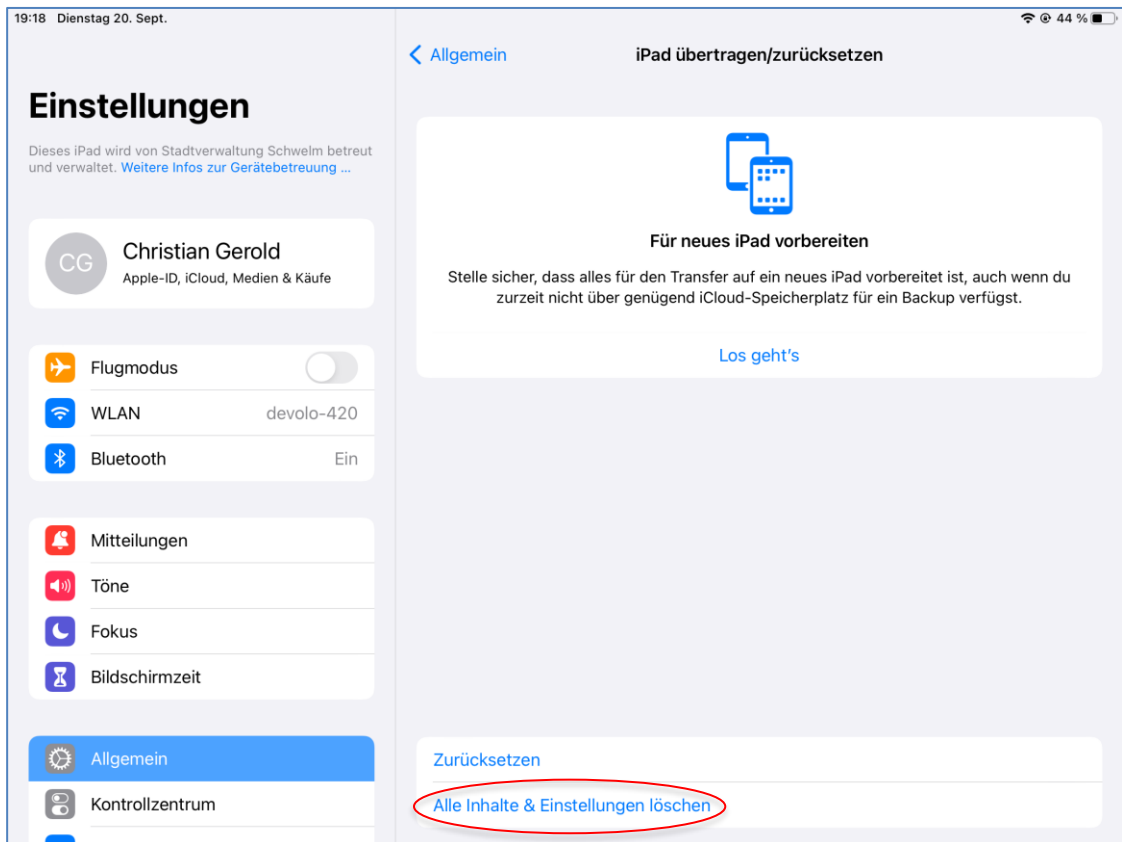 19:18 Dienstag 20. Sept.
44 %
Einstellungen
Dieses iPad wird von Stadtverwaltung Schwelm betreut
und verwaltet. Weitere Infos zur Gerätebetreuung ...
CG
Christian Gerold
Apple-ID, iCloud, Medien & Käufe
Flugmodus
WLAN devolo-420
Bluetooth Ein
Mitteilungen
Töne
Fokus
Bildschirmzeit
Allgemein
Kontrollzentrum
Allgemein
iPad übertragen/zurücksetzen
Für neues iPad vorbereiten
Stelle sicher, dass alles für den Transfer auf ein neues iPad vorbereitet ist, auch wenn du
zurzeit nicht über genügend iCloud-Speicherplatz für ein Backup verfügst.
Los geht's
Zurücksetzen
Alle Inhalte & Einstellungen löschen